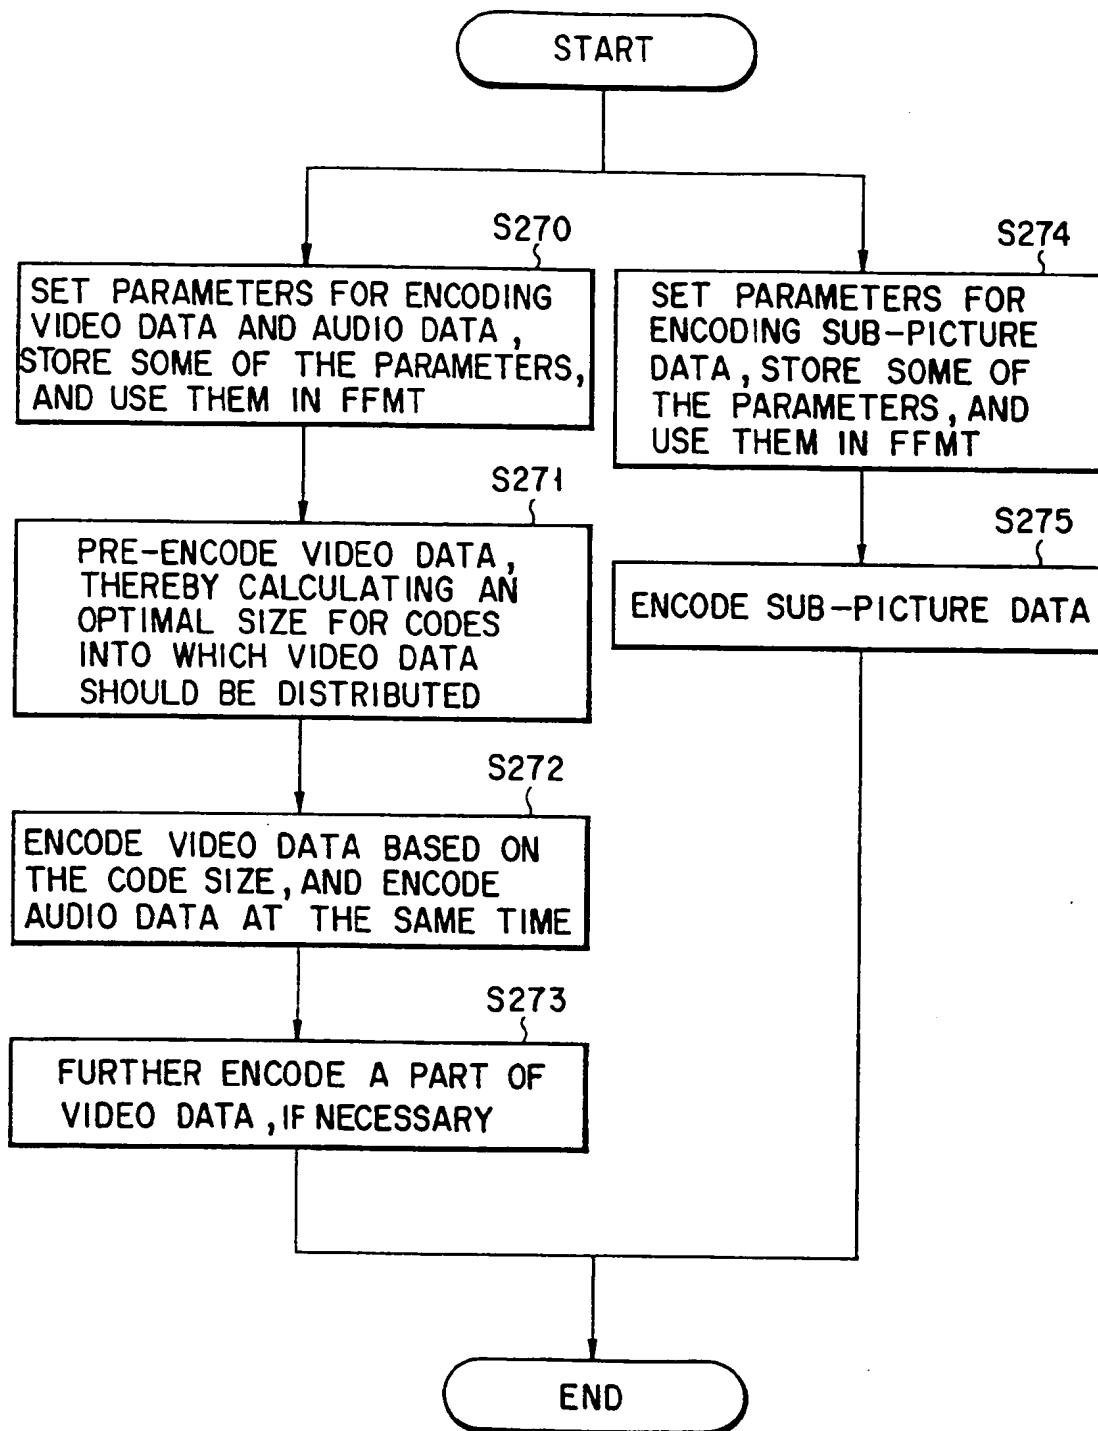 START
S270
SET PARAMETERS FOR ENCODING
VIDEO DATA AND AUDIO DATA,
STORE SOME OF THE PARAMETERS,
AND USE THEM IN FFMT
S271
PRE-ENCODE VIDEO DATA,
THEREBY CALCULATING AN
OPTIMAL SIZE FOR CODES
INTO WHICH VIDEO DATA
SHOULD BE DISTRIBUTED
S272
ENCODE VIDEO DATA BASED ON
THE CODE SIZE, AND ENCODE
AUDIO DATA AT THE SAME TIME
S273
FURTHER ENCODE A PART OF
VIDEO DATA, IF NECESSARY
S274
SET PARAMETERS FOR
ENCODING SUB-PICTURE
DATA, STORE SOME OF
THE PARAMETERS, AND
USE THEM IN FFMT
S275
ENCODE SUB-PICTURE DATA
END